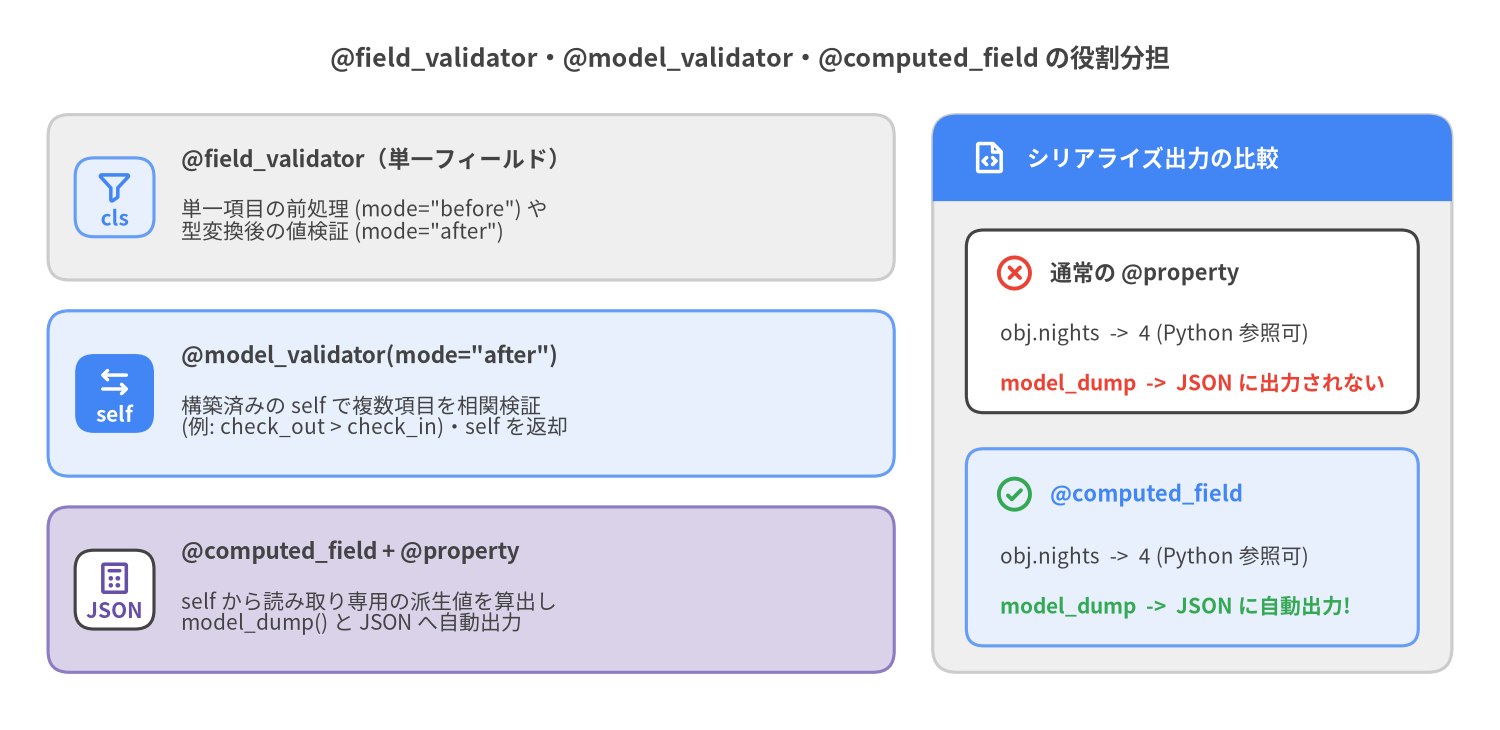 @field_validator・@model_validator・@computed_field の役割分担
@field_validator（単一フィールド）
cls
単一項目の前処理 (mode="before") や
型変換後の値検証 (mode="after")
@model_validator(mode="after")
self
構築済みの self で複数項目を相関検証
(例: check_out > check_in)・self を返却
@computed_field + @property
JSON
self から読み取り専用の派生値を算出し
model_dump() と JSON へ自動出力
シリアライズ出力の比較
通常の @property
obj.nights -> 4 (Python 参照可)
model_dump -> JSON に出力されない
@computed_field
obj.nights -> 4 (Python 参照可)
model_dump -> JSON に自動出力!